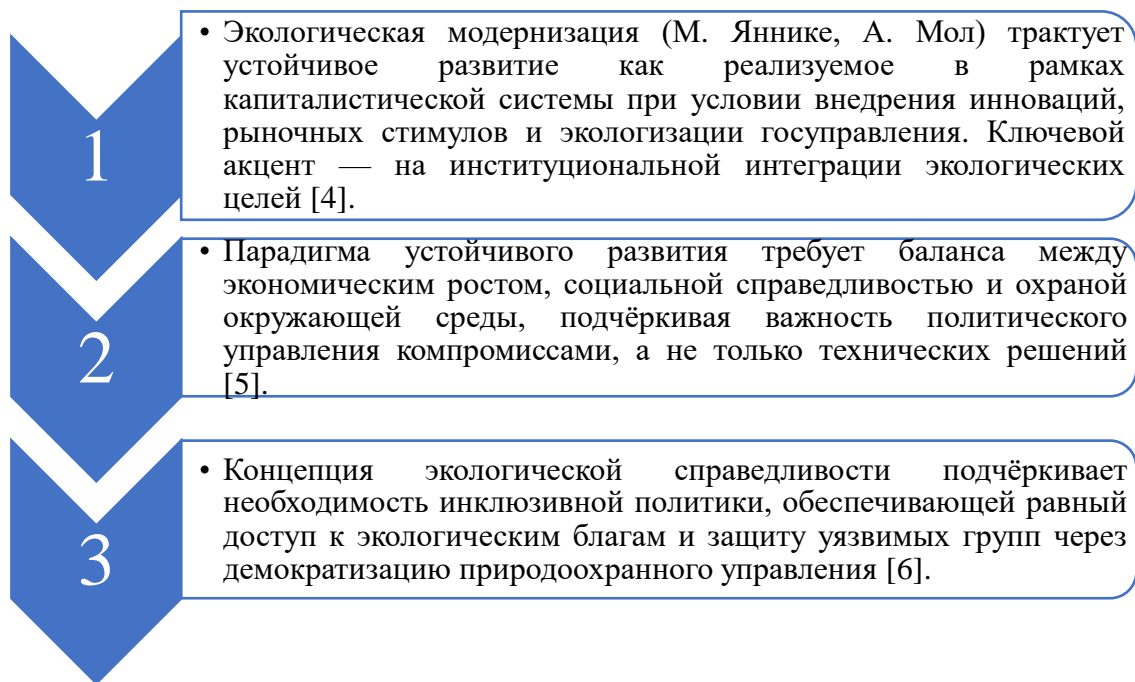 1
• Экологическая модернизация (М. Яннике, А. Мол) трактует
устойчивое развитие как реализуемое в рамках
капиталистической системы при условии внедрения инноваций,
рыночных стимулов и экологизации госуправления. Ключевой
акцент — на институциональной интеграции экологических
целей [4].
2
• Парадигма устойчивого развития требует баланса между
экономическим ростом, социальной справедливостью и охраной
окружающей среды, подчёркивая важность политического
управления компромиссами, а не только технических решений
[5].
3
• Концепция экологической справедливости подчёркивает
необходимость инклюзивной политики, обеспечивающей равный
доступ к экологическим благам и защиту уязвимых групп через
демократизацию природоохранного управления [6].